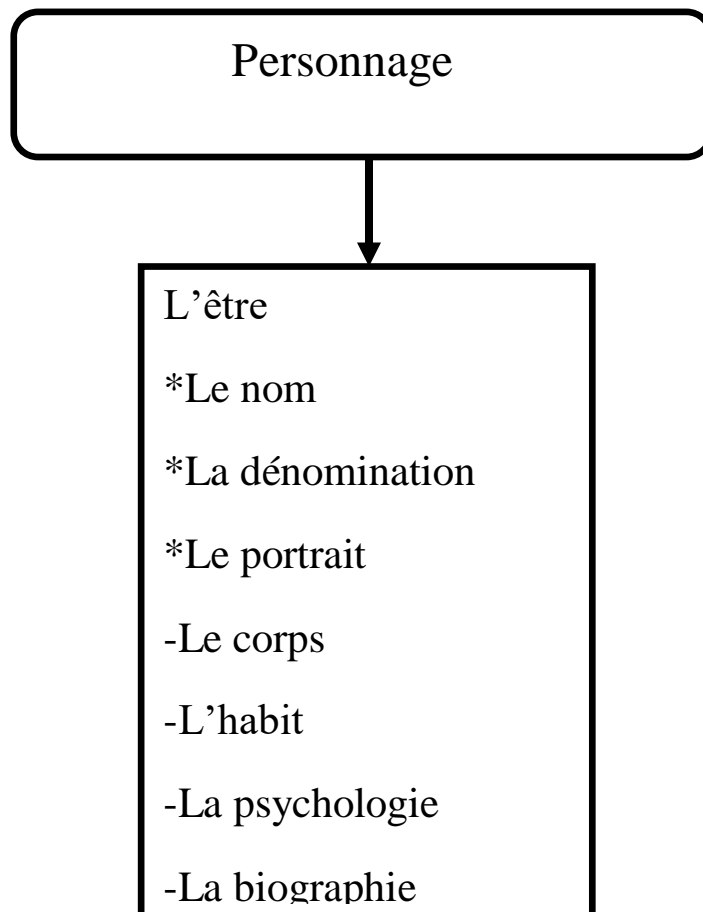 Personnage
L’être
*Le nom
*La dénomination
*Le portrait
-Le corps
-L’habit
-La psychologie
-La biographie